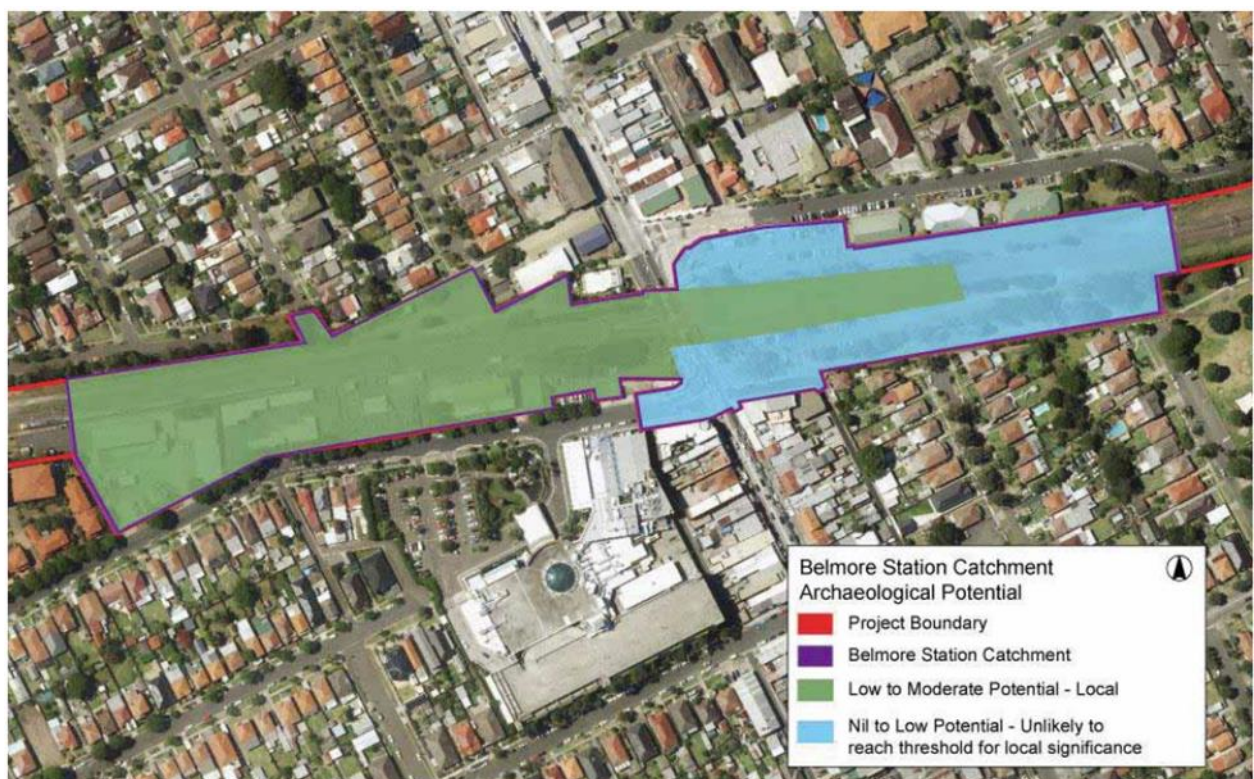 Belmore Station Catchment
Archaeological Potential
Project Boundary
Belmore Station Catchment
Low to Moderate Potential - Local
Nil to Low Potential - Unlikely to
reach threshold for local significance